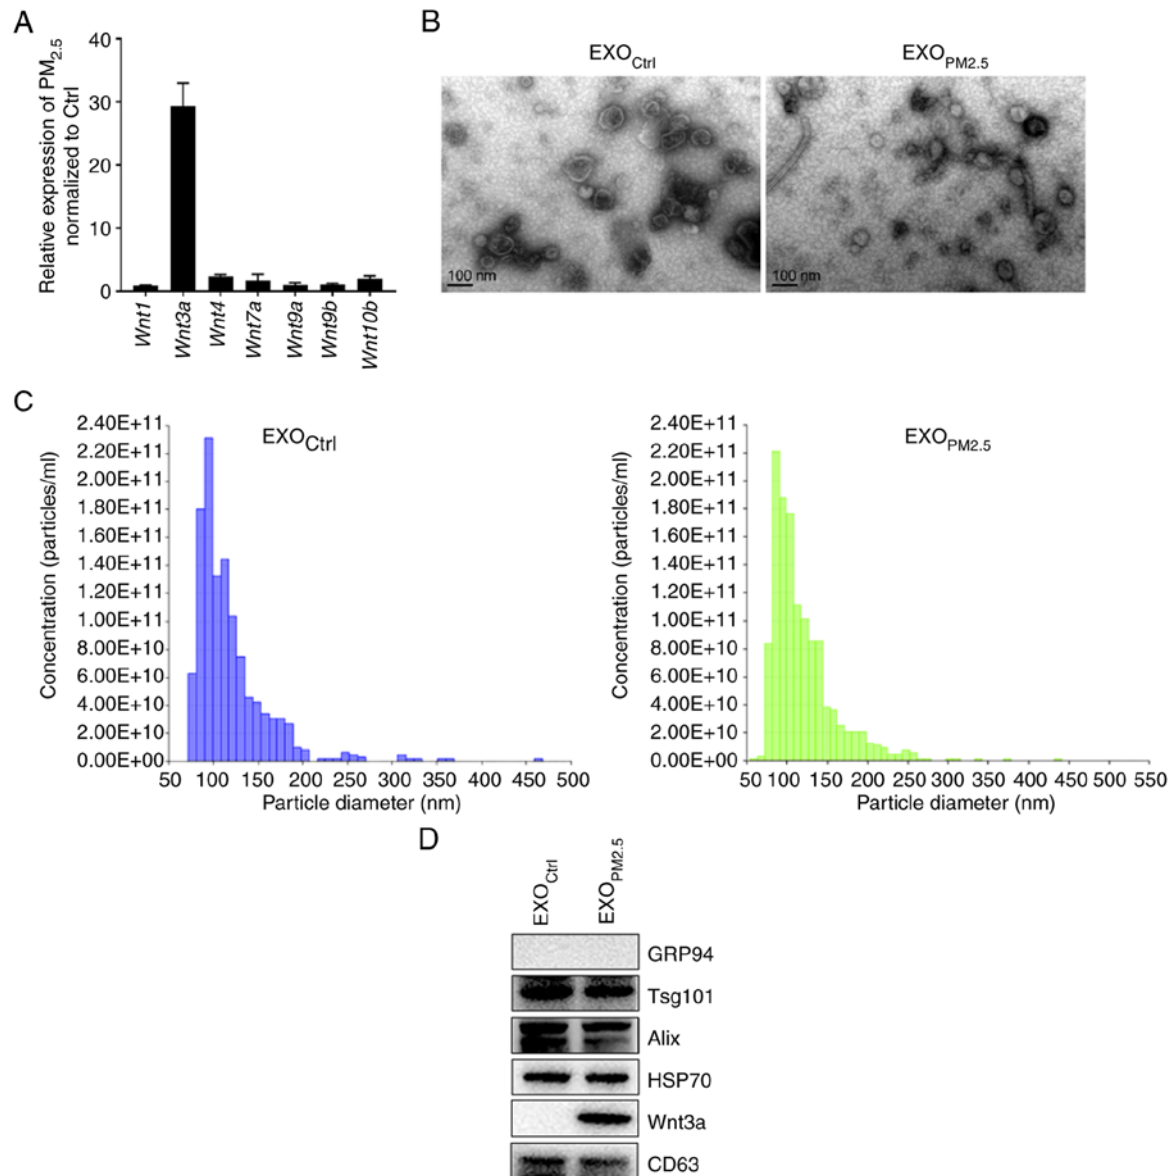 A
Relative expression of PM2.5
normalized to Ctrl
40
30
20
10
0
Wnt1
Wnt3a
Wnt4
Wnt7a
Wnt9a
Wnt9b
Wnt10b
B
EXOCtrl
EXOPM2.5
100 nm
100 nm
C
EXOCtrl
Concentration (particles/ml)
2.40E+11
2.20E+11
2.00E+11
1.80E+11
1.60E+11
1.40E+11
1.20E+11
1.00E+11
8.00E+10
6.00E+10
4.00E+10
2.00E+10
0.00E+00
50 100 150 200 250 300 350 400 450 500
Particle diameter (nm)
EXOPM2.5
Concentration (particles/ml)
2.40E+11
2.20E+11
2.00E+11
1.80E+11
1.60E+11
1.40E+11
1.20E+11
1.00E+11
8.00E+10
6.00E+10
4.00E+10
2.00E+10
0.00E+00
50 100 150 200 250 300 350 400 450 500 550
Particle diameter (nm)
D
EXOCtrl
EXOPM2.5
GRP94
Tsg101
Alix
HSP70
Wnt3a
CD63